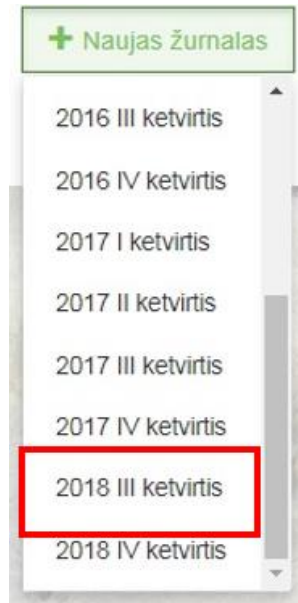 + Naujas žurnalas
2016 III ketvirtis
2016 IV ketvirtis
2017 I ketvirtis
2017 II ketvirtis
2017 III ketvirtis
2017 IV ketvirtis
2018 III ketvirtis
2018 IV ketvirtis